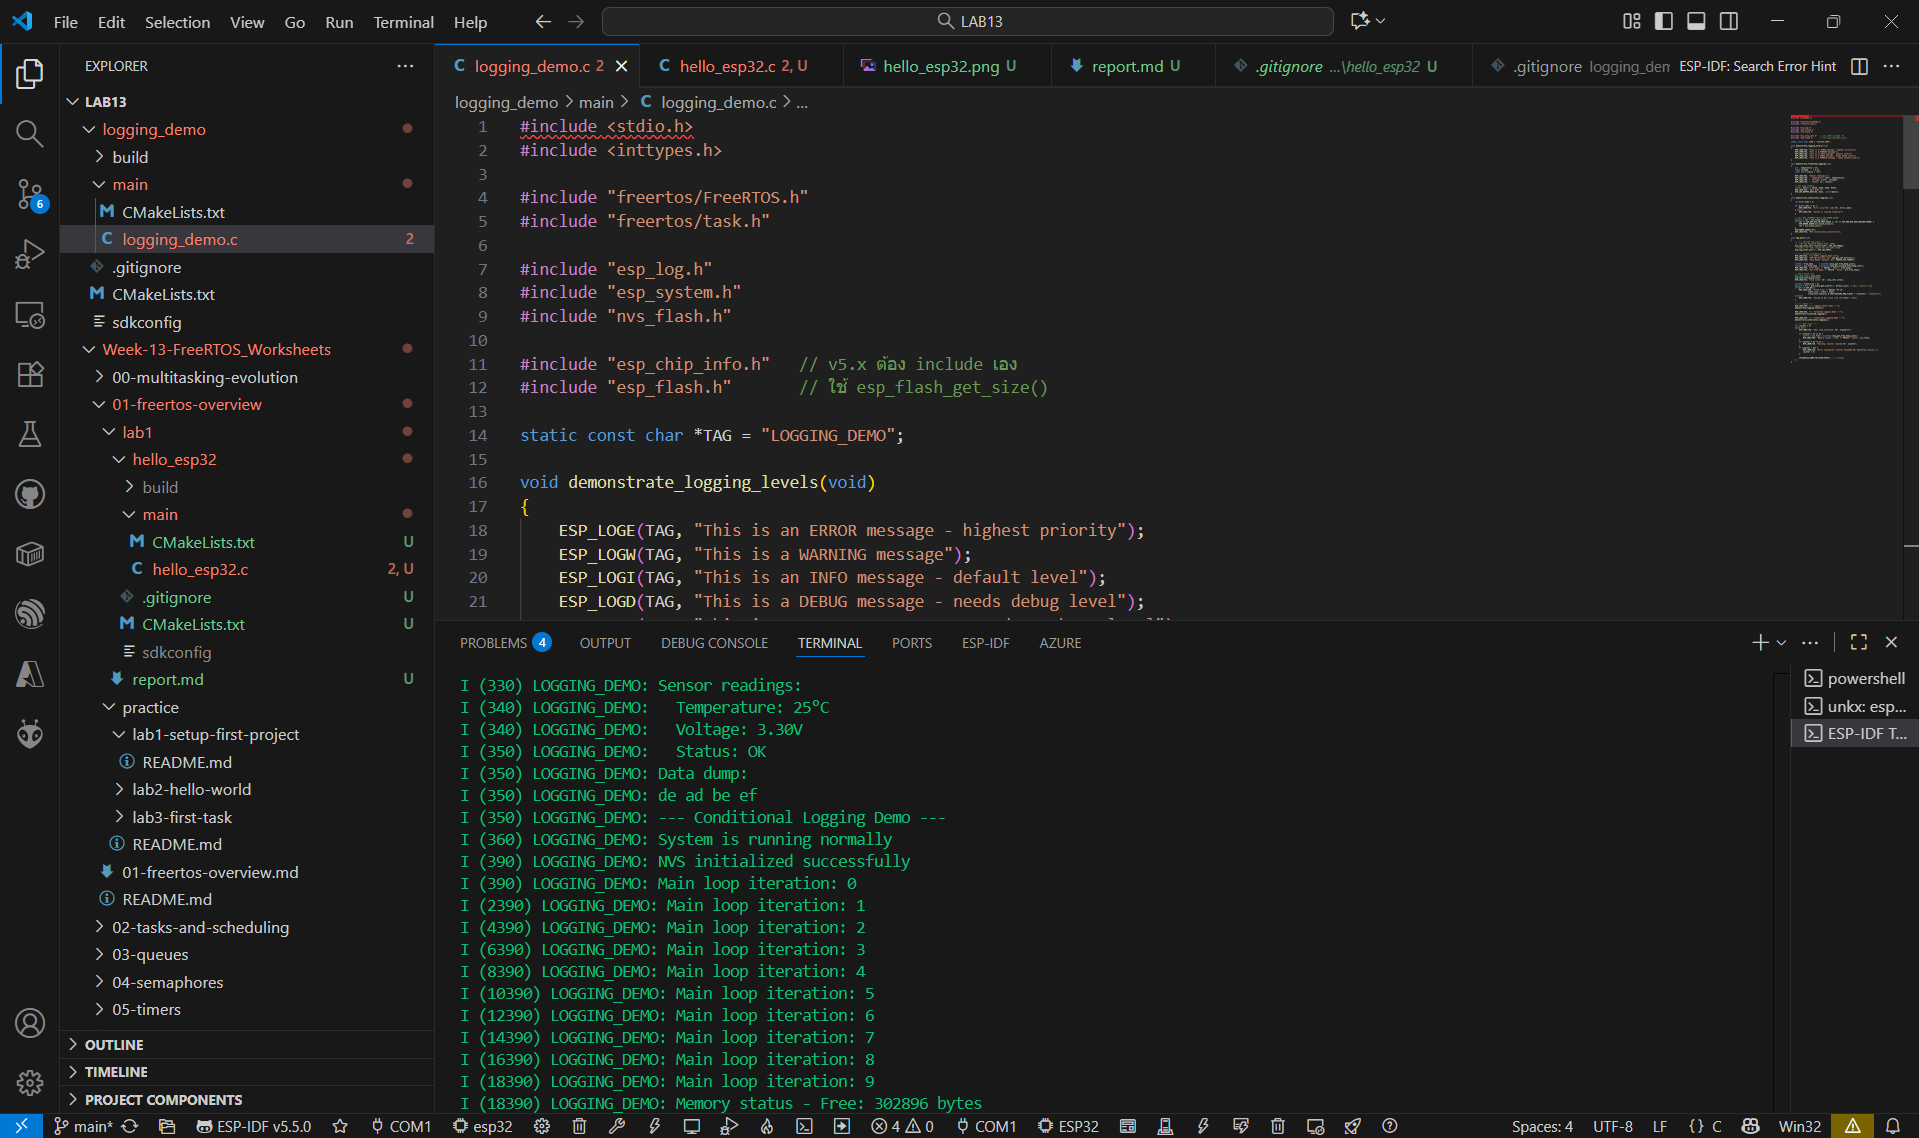 File Edit Selection View Go Run Terminal Help
LAB13
EXPLORER
LAB13
logging_demo
build
main
CMakeLists.txt
logging_demo.c 2
.gitignore
CMakeLists.txt
sdkconfig
Week-13-FreeRTOS_Worksheets
00-multitasking-evolution
01-freertos-overview
lab1
hello_esp32
build
main
CMakeLists.txt U
hello_esp32.c 2, U
.gitignore U
CMakeLists.txt U
sdkconfig
report.md U
practice
lab1-setup-first-project
README.md
lab2-hello-world
lab3-first-task
README.md
01-freertos-overview.md
README.md
02-tasks-and-scheduling
03-queues
04-semaphores
05-timers
OUTLINE
TIMELINE
PROJECT COMPONENTS
6
logging_demo.c 2 hello_esp32.c 2, U hello_esp32.png U report.md U .gitignore ...\hello_esp32 U .gitignore logging_den ESP-IDF: Search Error Hint
logging_demo > main > C logging_demo.c > ...
1 #include <stdio.h>
2 #include <inttypes.h>
3
4 #include "freertos/FreeRTOS.h"
5 #include "freertos/task.h"
6
7 #include "esp_log.h"
8 #include "esp_system.h"
9 #include "nvs_flash.h"
10
11 #include "esp_chip_info.h" // v5.x ต้อง include เอง
12 #include "esp_flash.h" // ใช้ esp_flash_get_size()
13
14 static const char *TAG = "LOGGING_DEMO";
15
16 void demonstrate_logging_levels(void)
17 {
18 ESP_LOGE(TAG, "This is an ERROR message - highest priority");
19 ESP_LOGW(TAG, "This is a WARNING message");
20 ESP_LOGI(TAG, "This is an INFO message - default level");
21 ESP_LOGD(TAG, "This is a DEBUG message - needs debug level");
PROBLEMS 4 OUTPUT DEBUG CONSOLE TERMINAL PORTS ESP-IDF AZURE
I (330) LOGGING_DEMO: Sensor readings:
I (340) LOGGING_DEMO: Temperature: 25°C
I (340) LOGGING_DEMO: Voltage: 3.30V
I (350) LOGGING_DEMO: Status: OK
I (350) LOGGING_DEMO: Data dump:
I (350) LOGGING_DEMO: de ad be ef
I (350) LOGGING_DEMO: --- Conditional Logging Demo ---
I (360) LOGGING_DEMO: System is running normally
I (390) LOGGING_DEMO: NVS initialized successfully
I (390) LOGGING_DEMO: Main loop iteration: 0
I (2390) LOGGING_DEMO: Main loop iteration: 1
I (4390) LOGGING_DEMO: Main loop iteration: 2
I (6390) LOGGING_DEMO: Main loop iteration: 3
I (8390) LOGGING_DEMO: Main loop iteration: 4
I (10390) LOGGING_DEMO: Main loop iteration: 5
I (12390) LOGGING_DEMO: Main loop iteration: 6
I (14390) LOGGING_DEMO: Main loop iteration: 7
I (16390) LOGGING_DEMO: Main loop iteration: 8
I (18390) LOGGING_DEMO: Main loop iteration: 9
I (18390) LOGGING_DEMO: Memory status - Free: 302896 bytes
powershell
unkx: esp...
ESP-IDF T...
main* ESP-IDF v5.5.0 COM1 esp32 4 0 COM1 ESP32 Spaces: 4 UTF-8 LF {} C Win32